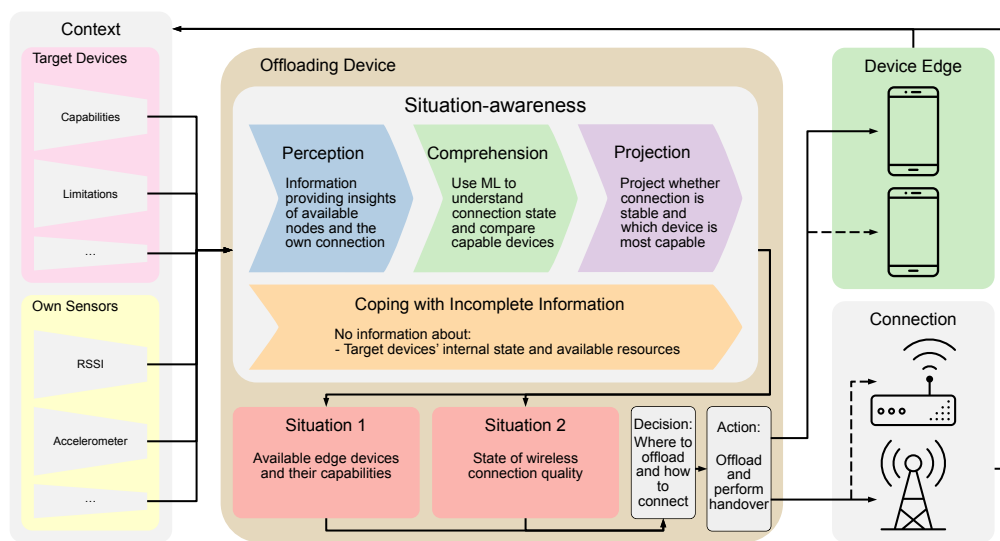 Context
Target Devices
Capabilities
Limitations
...
Own Sensors
RSSI
Accelerometer
...
Offloading Device
Situation-awareness
Perception
Information
providing insights
of available
nodes and the
own connection
Comprehension
Use ML to
understand
connection state
and compare
capable devices
Projection
Project whether
connection is
stable and
which device is
most capable
Coping with Incomplete Information
No information about:
- Target devices' internal state and available resources
Situation 1
Available edge devices
and their capabilities
Situation 2
State of wireless
connection quality
Decision:
Where to
offload
and how
to
connect
Action:
Offload
and
perform
handover
Device Edge
Connection